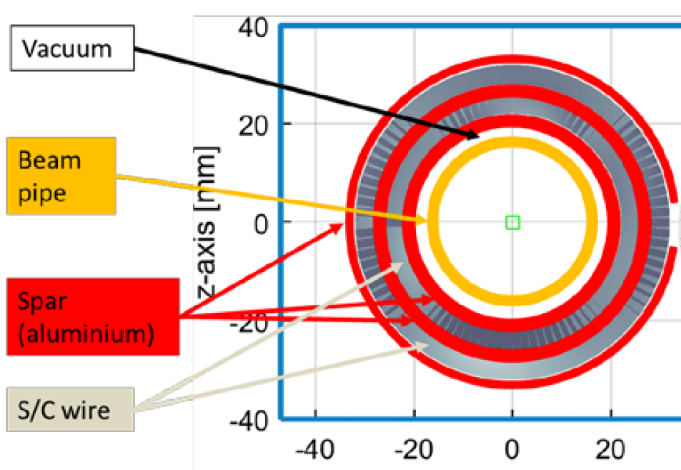 Vacuum
Beam
pipe
Spar
(aluminium)
S/C wire
z-axis [mm]
40
20
0
-20
-40
-40
-20
0
20